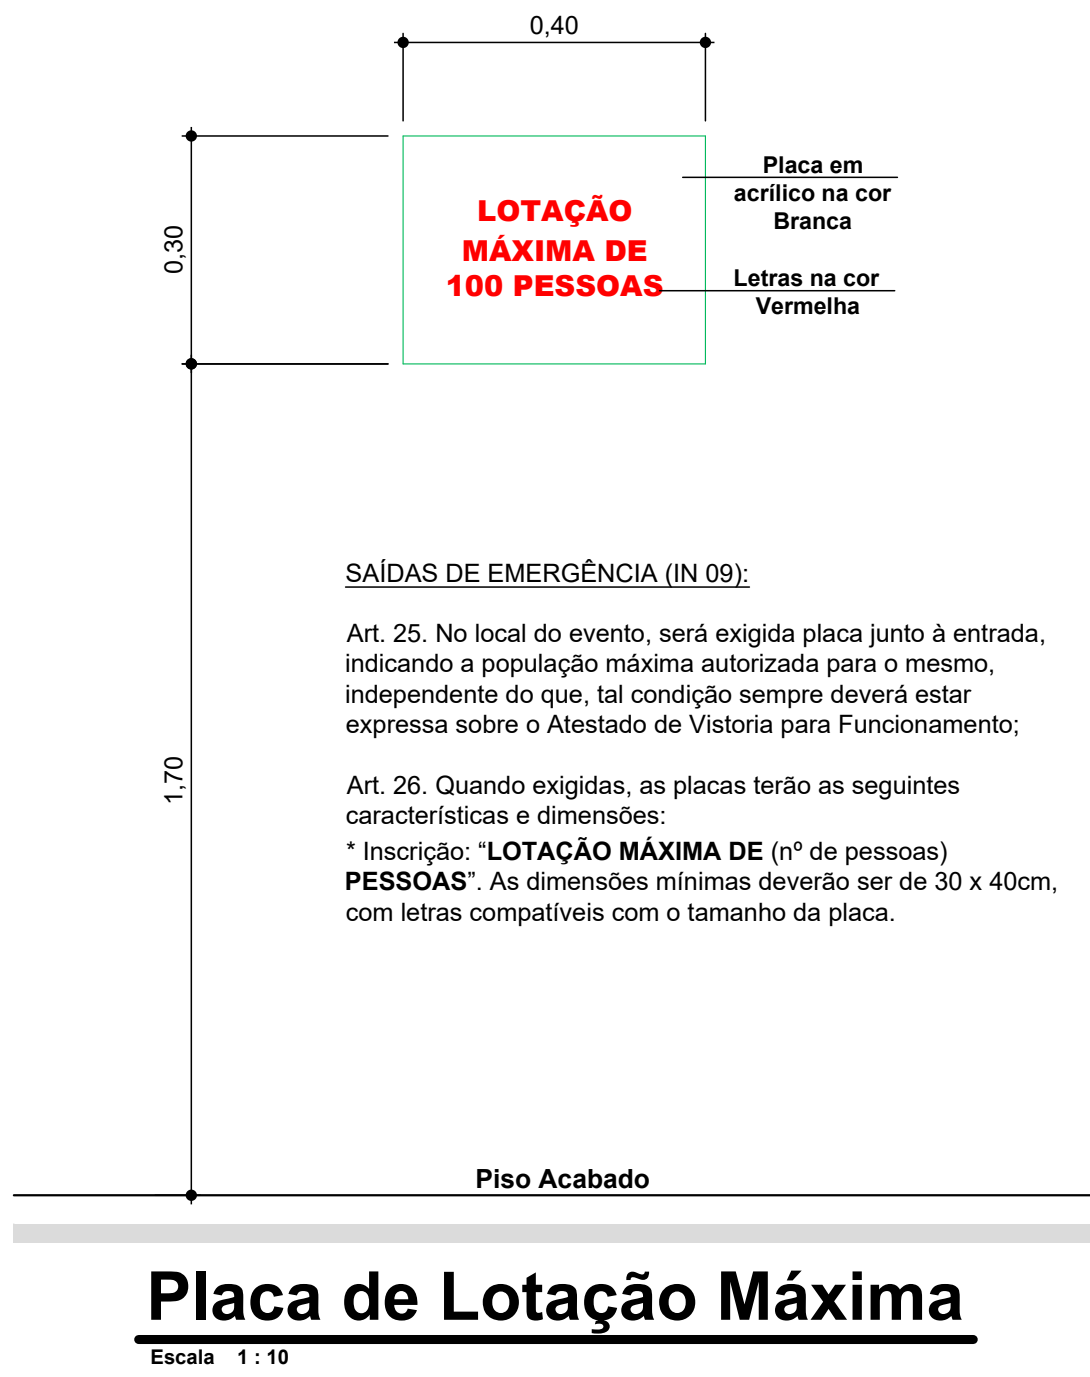 0,40
0,30
LOTAÇÃO
MÁXIMA DE
100 PESSOAS
Placa em
acrílico na cor
Branca
Letras na cor
Vermelha
1,70
SAÍDAS DE EMERGÊNCIA (IN 09):
Art. 25. No local do evento, será exigida placa junto à entrada,
indicando a população máxima autorizada para o mesmo,
independente do que, tal condição sempre deverá estar
expressa sobre o Atestado de Vistoria para Funcionamento;
Art. 26. Quando exigidas, as placas terão as seguintes
características e dimensões:
* Inscrição: “LOTAÇÃO MÁXIMA DE (nº de pessoas)
PESSOAS”. As dimensões mínimas deverão ser de 30 x 40cm,
com letras compatíveis com o tamanho da placa.
Piso Acabado
Placa de Lotação Máxima
Escala 1 : 10